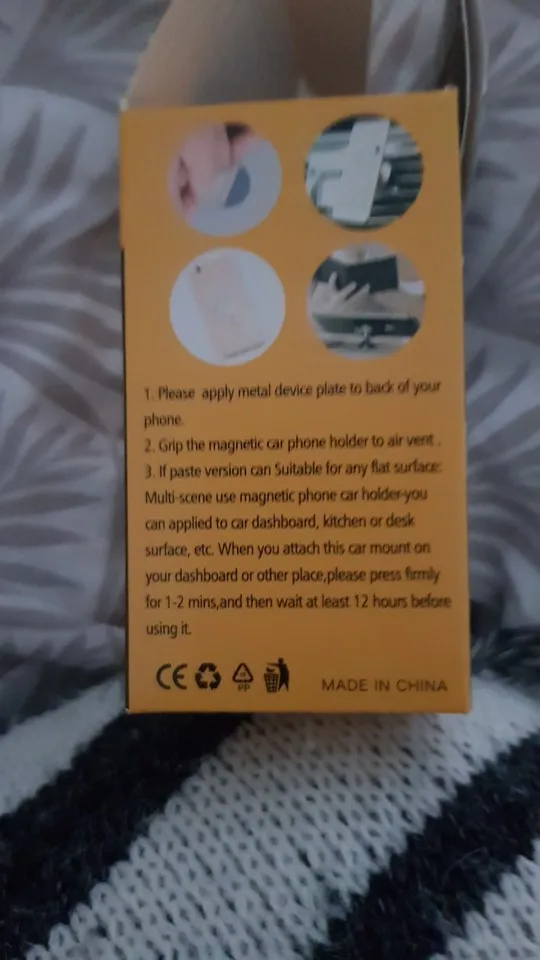 1. Please apply metal device plate to back of your
phone.
2. Grip the magnetic car phone holder to air vent .
3. If paste version can Suitable for any flat surface:
Multi-scene use magnetic phone car holder-you
can applied to car dashboard, kitchen or desk
surface, etc. When you attach this car mount on
your dashboard or other place,please press firmly
for 1-2 mins,and then wait at least 12 hours before
using it.
CE PP MADE IN CHINA